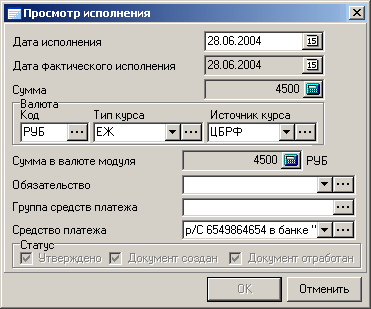 Просмотр исполнения
Дата исполнения 28.06.2004 15
Дата фактического исполнения 28.06.2004 15
Сумма 4500
Валюта
Код Тип курса Источник курса
РУБ ... ЕЖ ... ЦБРФ ...
Сумма в валюте модуля 4500 РУБ
Обязательство ...
Группа средств платежа ...
Средство платежа р/С 6549864654 в банке " ...
Статус
Утверждено Документ создан Документ отработан
OK Отменить